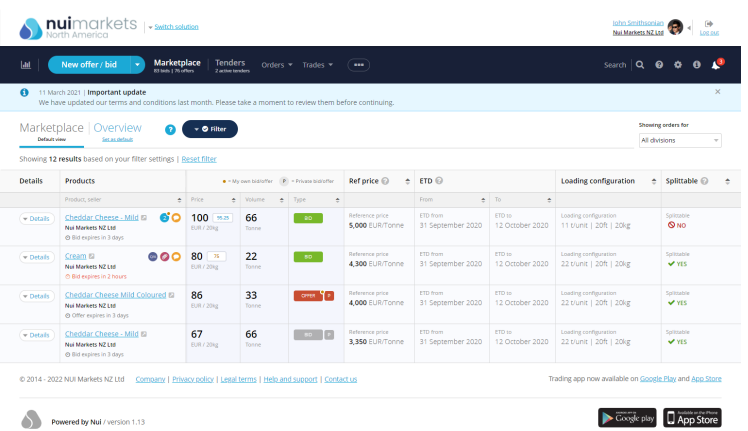 nuimarkets
North America
Switch solution
John Smithsonian
Nui Markets NZ Ltd
Log out
New offer / bid
Marketplace
83 bids | 76 offers
Tenders
2 active tenders
Orders
Trades
Search
3
11 March 2021 | Important update
We have updated our terms and conditions last month. Please take a moment to review them before continuing.
Marketplace | Overview
Default view
Set as default
Filter
Showing orders for
All divisions
Showing 12 results based on your filter settings | Reset filter
Details
Products
= My own bid/offer
P = Private bid/offer
Ref price
ETD
Loading configuration
Splittable
Product, seller
Price
Volume
Type
From
To
Details
Cheddar Cheese - Mild
Nui Markets NZ Ltd
Bid expires in 3 days
100
EUR / 20kg
66
Tonne
BID
Reference price
5,000 EUR/Tonne
ETD from
31 September 2020
ETD to
12 October 2020
Loading configuration
11 t/unit | 20ft | 20kg
Splittable
NO
Details
Cream
Nui Markets NZ Ltd
Bid expires in 2 hours
80
75
EUR / 20kg
22
Tonne
BID
Reference price
4,300 EUR/Tonne
ETD from
31 September 2020
ETD to
12 October 2020
Loading configuration
22 t/unit | 20ft | 20kg
Splittable
YES
Details
Cheddar Cheese Mild Coloured
Nui Markets NZ Ltd
Offer expires in 3 days
86
EUR / 20kg
33
Tonne
OFFER
P
Reference price
4,000 EUR/Tonne
ETD from
31 September 2020
ETD to
12 October 2020
Loading configuration
22 t/unit | 20ft | 20kg
Splittable
YES
Details
Cheddar Cheese - Mild
Nui Markets NZ Ltd
Bid expires in 3 days
67
EUR / 20kg
66
Tonne
BID
P
Reference price
3,350 EUR/Tonne
ETD from
31 September 2020
ETD to
12 October 2020
Loading configuration
22 t/unit | 20ft | 20kg
Splittable
YES
© 2014 - 2022 NUI Markets NZ Ltd
Company | Privacy policy | Legal terms | Help and support | Contact us
Trading app now available on Google Play and App Store
Powered by Nui / version 1.13
Google play
Available on the iPhone
App Store